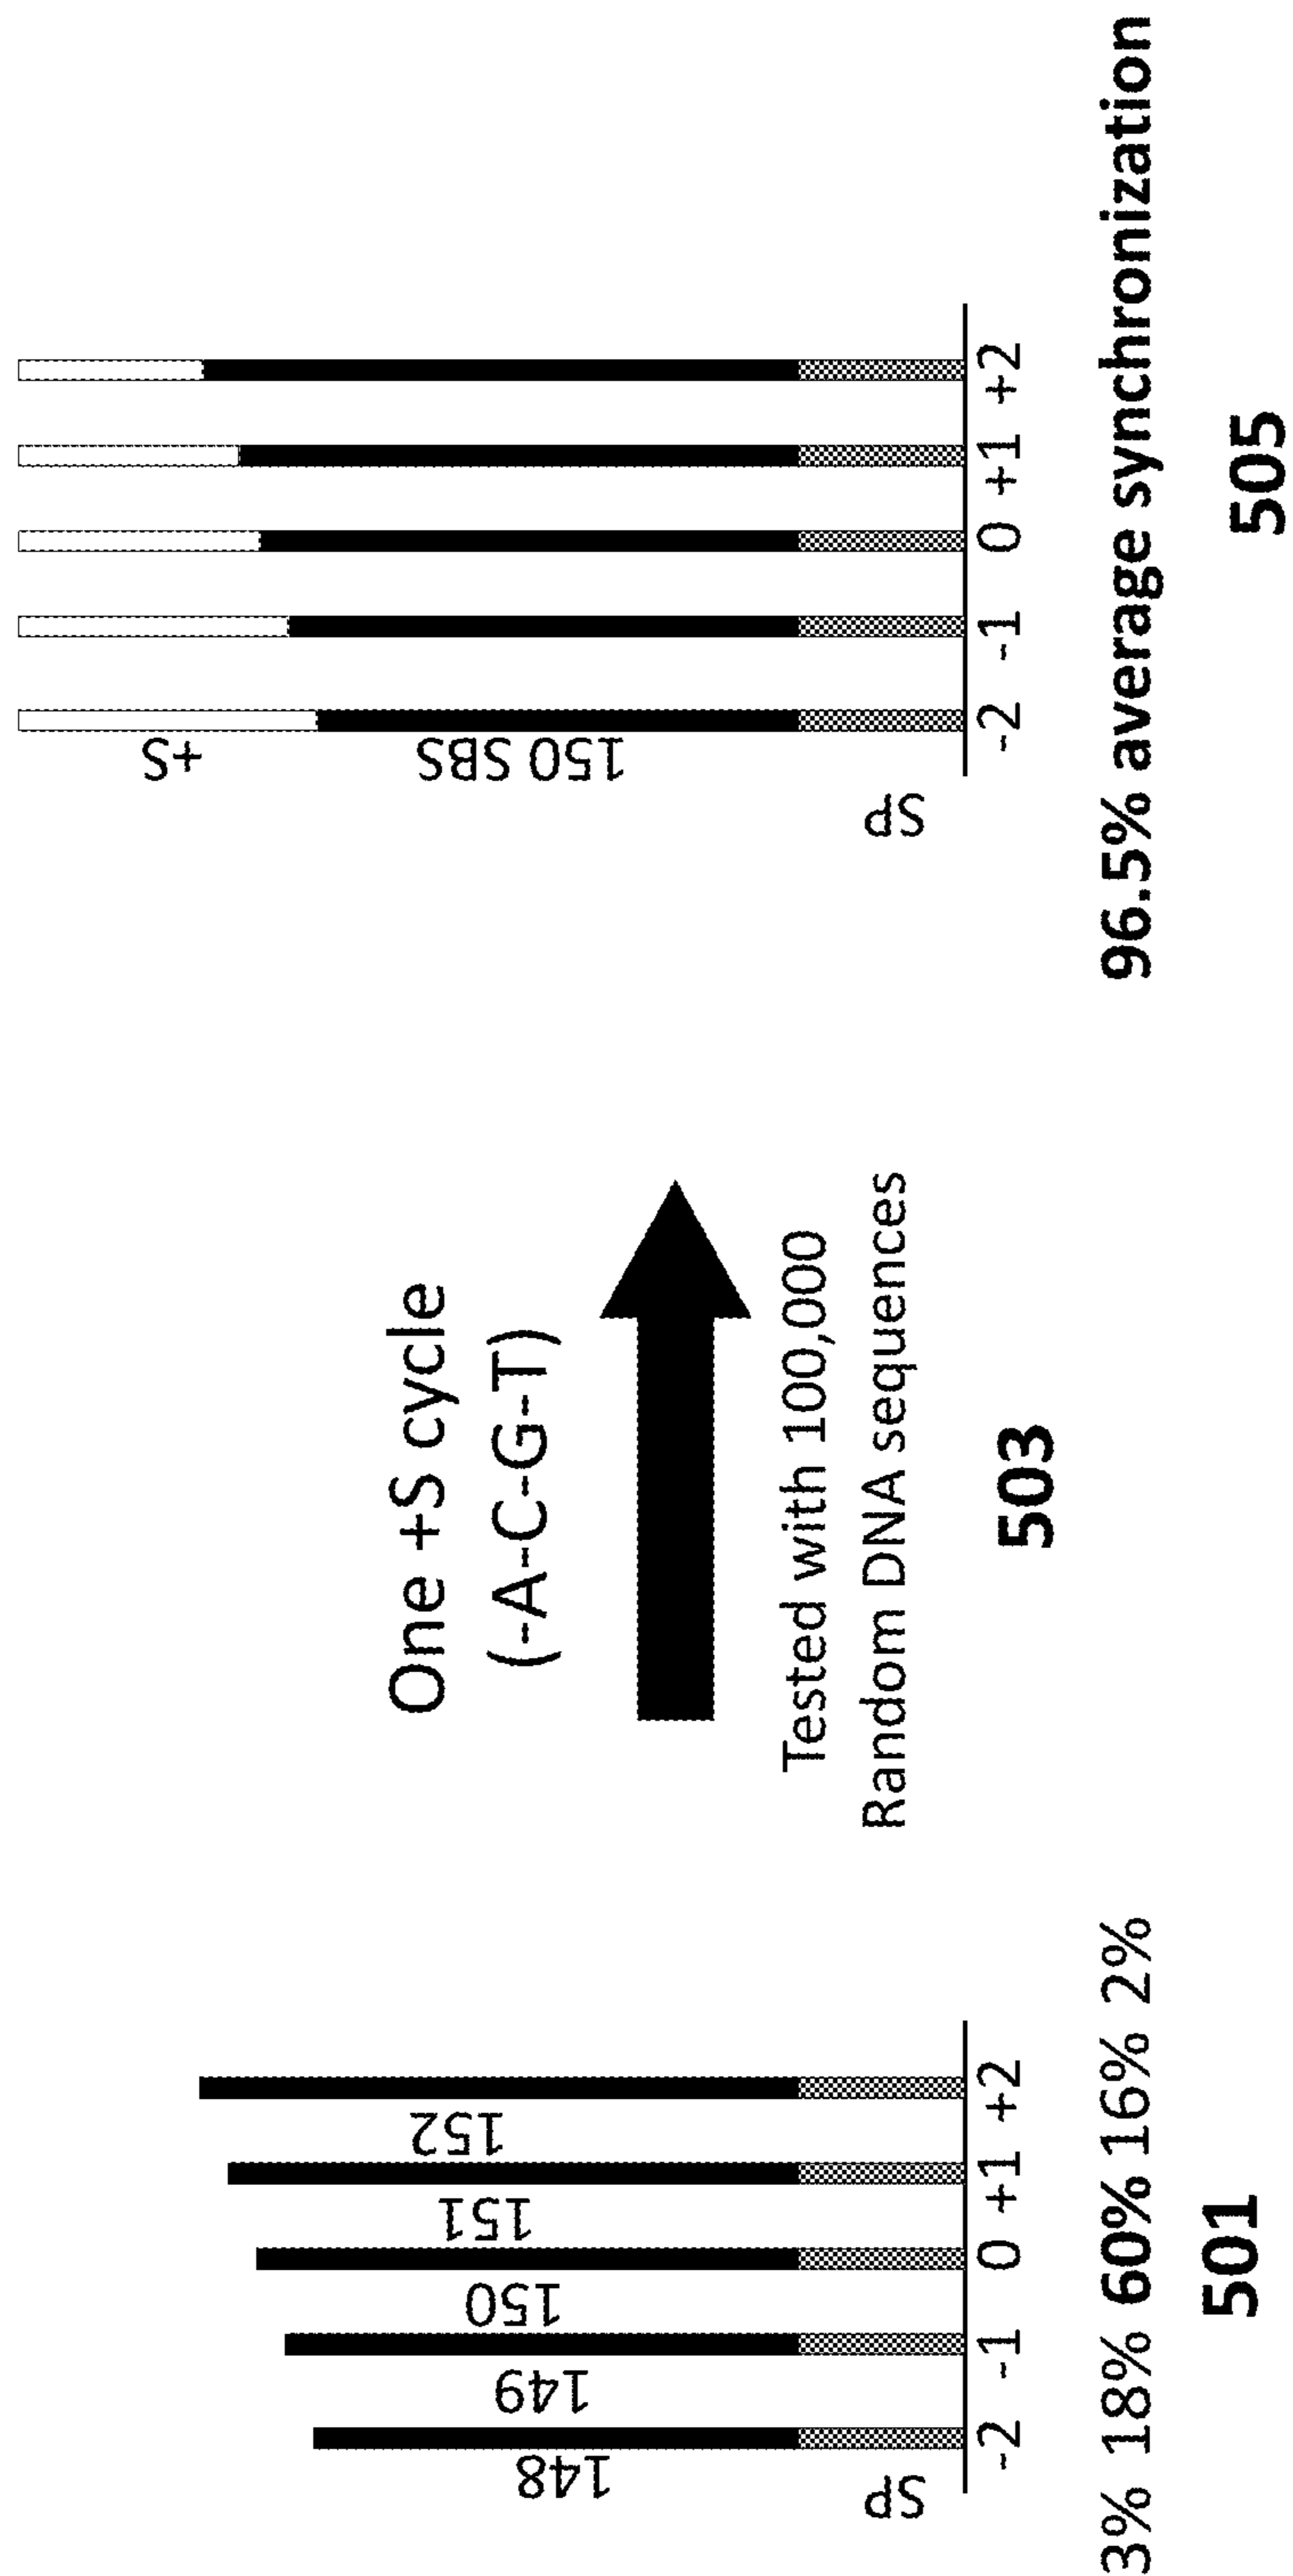 148
149
150
151
152
SP
-2 -1 0 +1 +2
3% 18% 60% 16% 2%
501
One +S cycle
(-A-C-G-T)
Tested with 100,000
Random DNA sequences
503
+S
150 SBS
SP
-2 -1 0 +1 +2
96.5% average synchronization
505